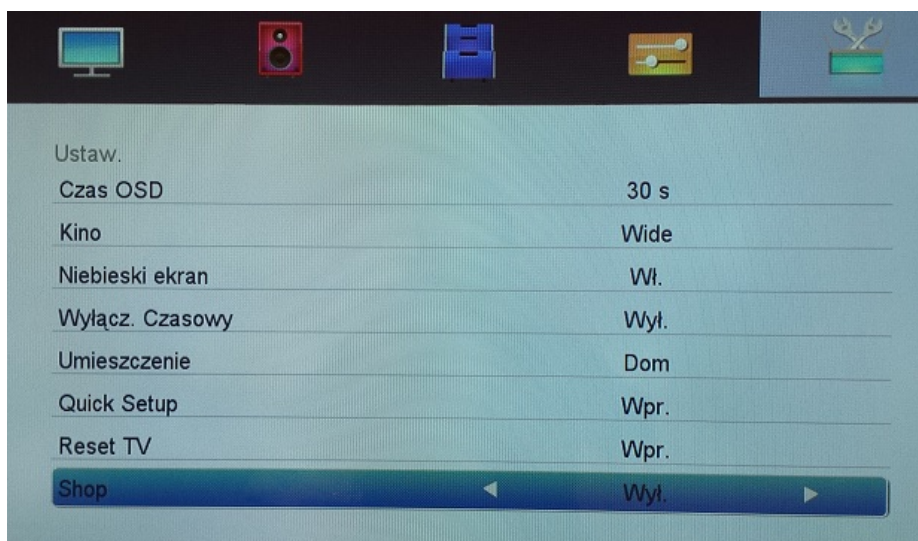 Ustaw.
Czas OSD 30 s
Kino Wide
Niebieski ekran Wł.
Wyłącz. Czasowy Wył.
Umieszczenie Dom
Quick Setup Wpr.
Reset TV Wpr.
Shop Wył.